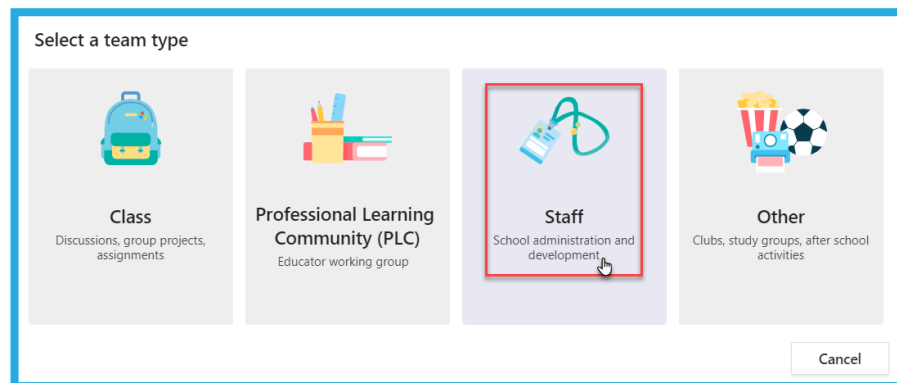 Select a team type
Class
Discussions, group projects,
assignments
Professional Learning
Community (PLC)
Educator working group
Staff
School administration and
development
Other
Clubs, study groups, after school
activities
Cancel